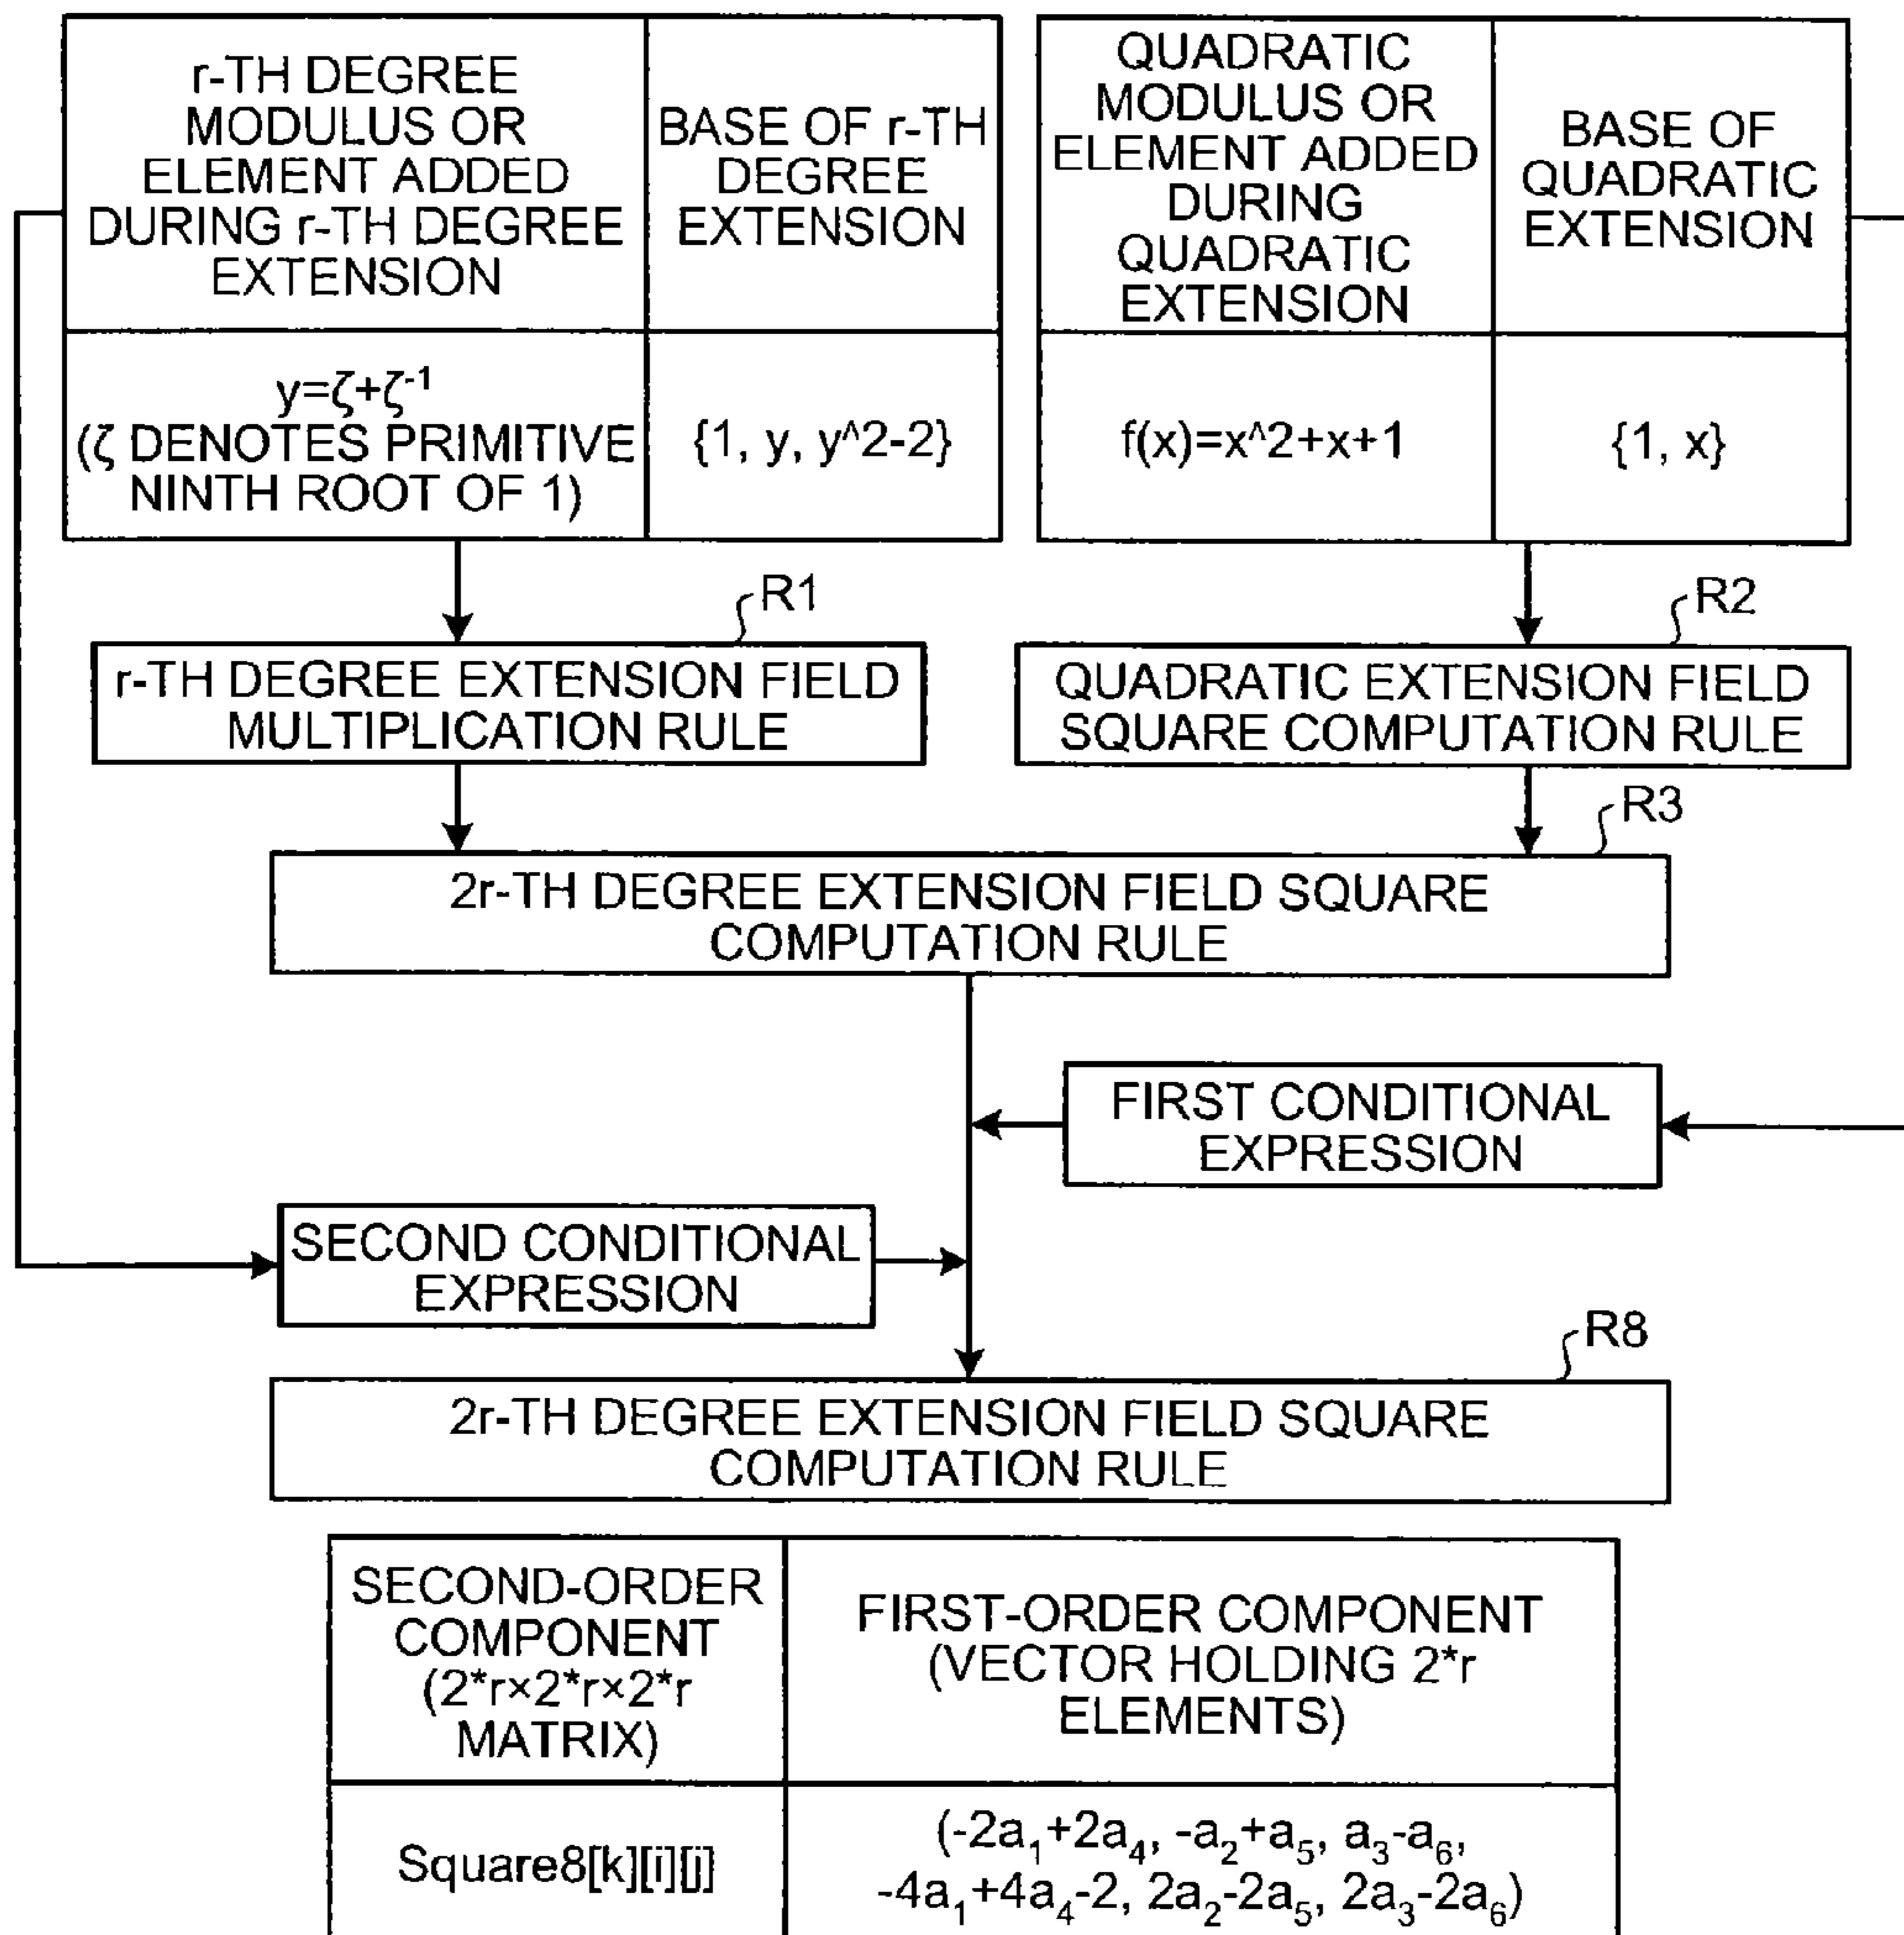 r-TH DEGREE
MODULUS OR
ELEMENT ADDED
DURING r-TH DEGREE
EXTENSION
BASE OF r-TH
DEGREE
EXTENSION
y=ζ+ζ⁻¹
(ζ DENOTES PRIMITIVE
NINTH ROOT OF 1)
{1, y, y^2-2}
QUADRATIC
MODULUS OR
ELEMENT ADDED
DURING
QUADRATIC
EXTENSION
BASE OF
QUADRATIC
EXTENSION
f(x)=x^2+x+1
{1, x}
R1
r-TH DEGREE EXTENSION FIELD
MULTIPLICATION RULE
R2
QUADRATIC EXTENSION FIELD
SQUARE COMPUTATION RULE
R3
2r-TH DEGREE EXTENSION FIELD SQUARE
COMPUTATION RULE
FIRST CONDITIONAL
EXPRESSION
SECOND CONDITIONAL
EXPRESSION
R8
2r-TH DEGREE EXTENSION FIELD SQUARE
COMPUTATION RULE
SECOND-ORDER
COMPONENT
(2*r×2*r×2*r
MATRIX)
FIRST-ORDER COMPONENT
(VECTOR HOLDING 2*r
ELEMENTS)
Square8[k][i][j]
(-2a₁+2a₄, -a₂+a₅, a₃-a₆,
-4a₁+4a₄-2, 2a₂-2a₅, 2a₃-2a₆)